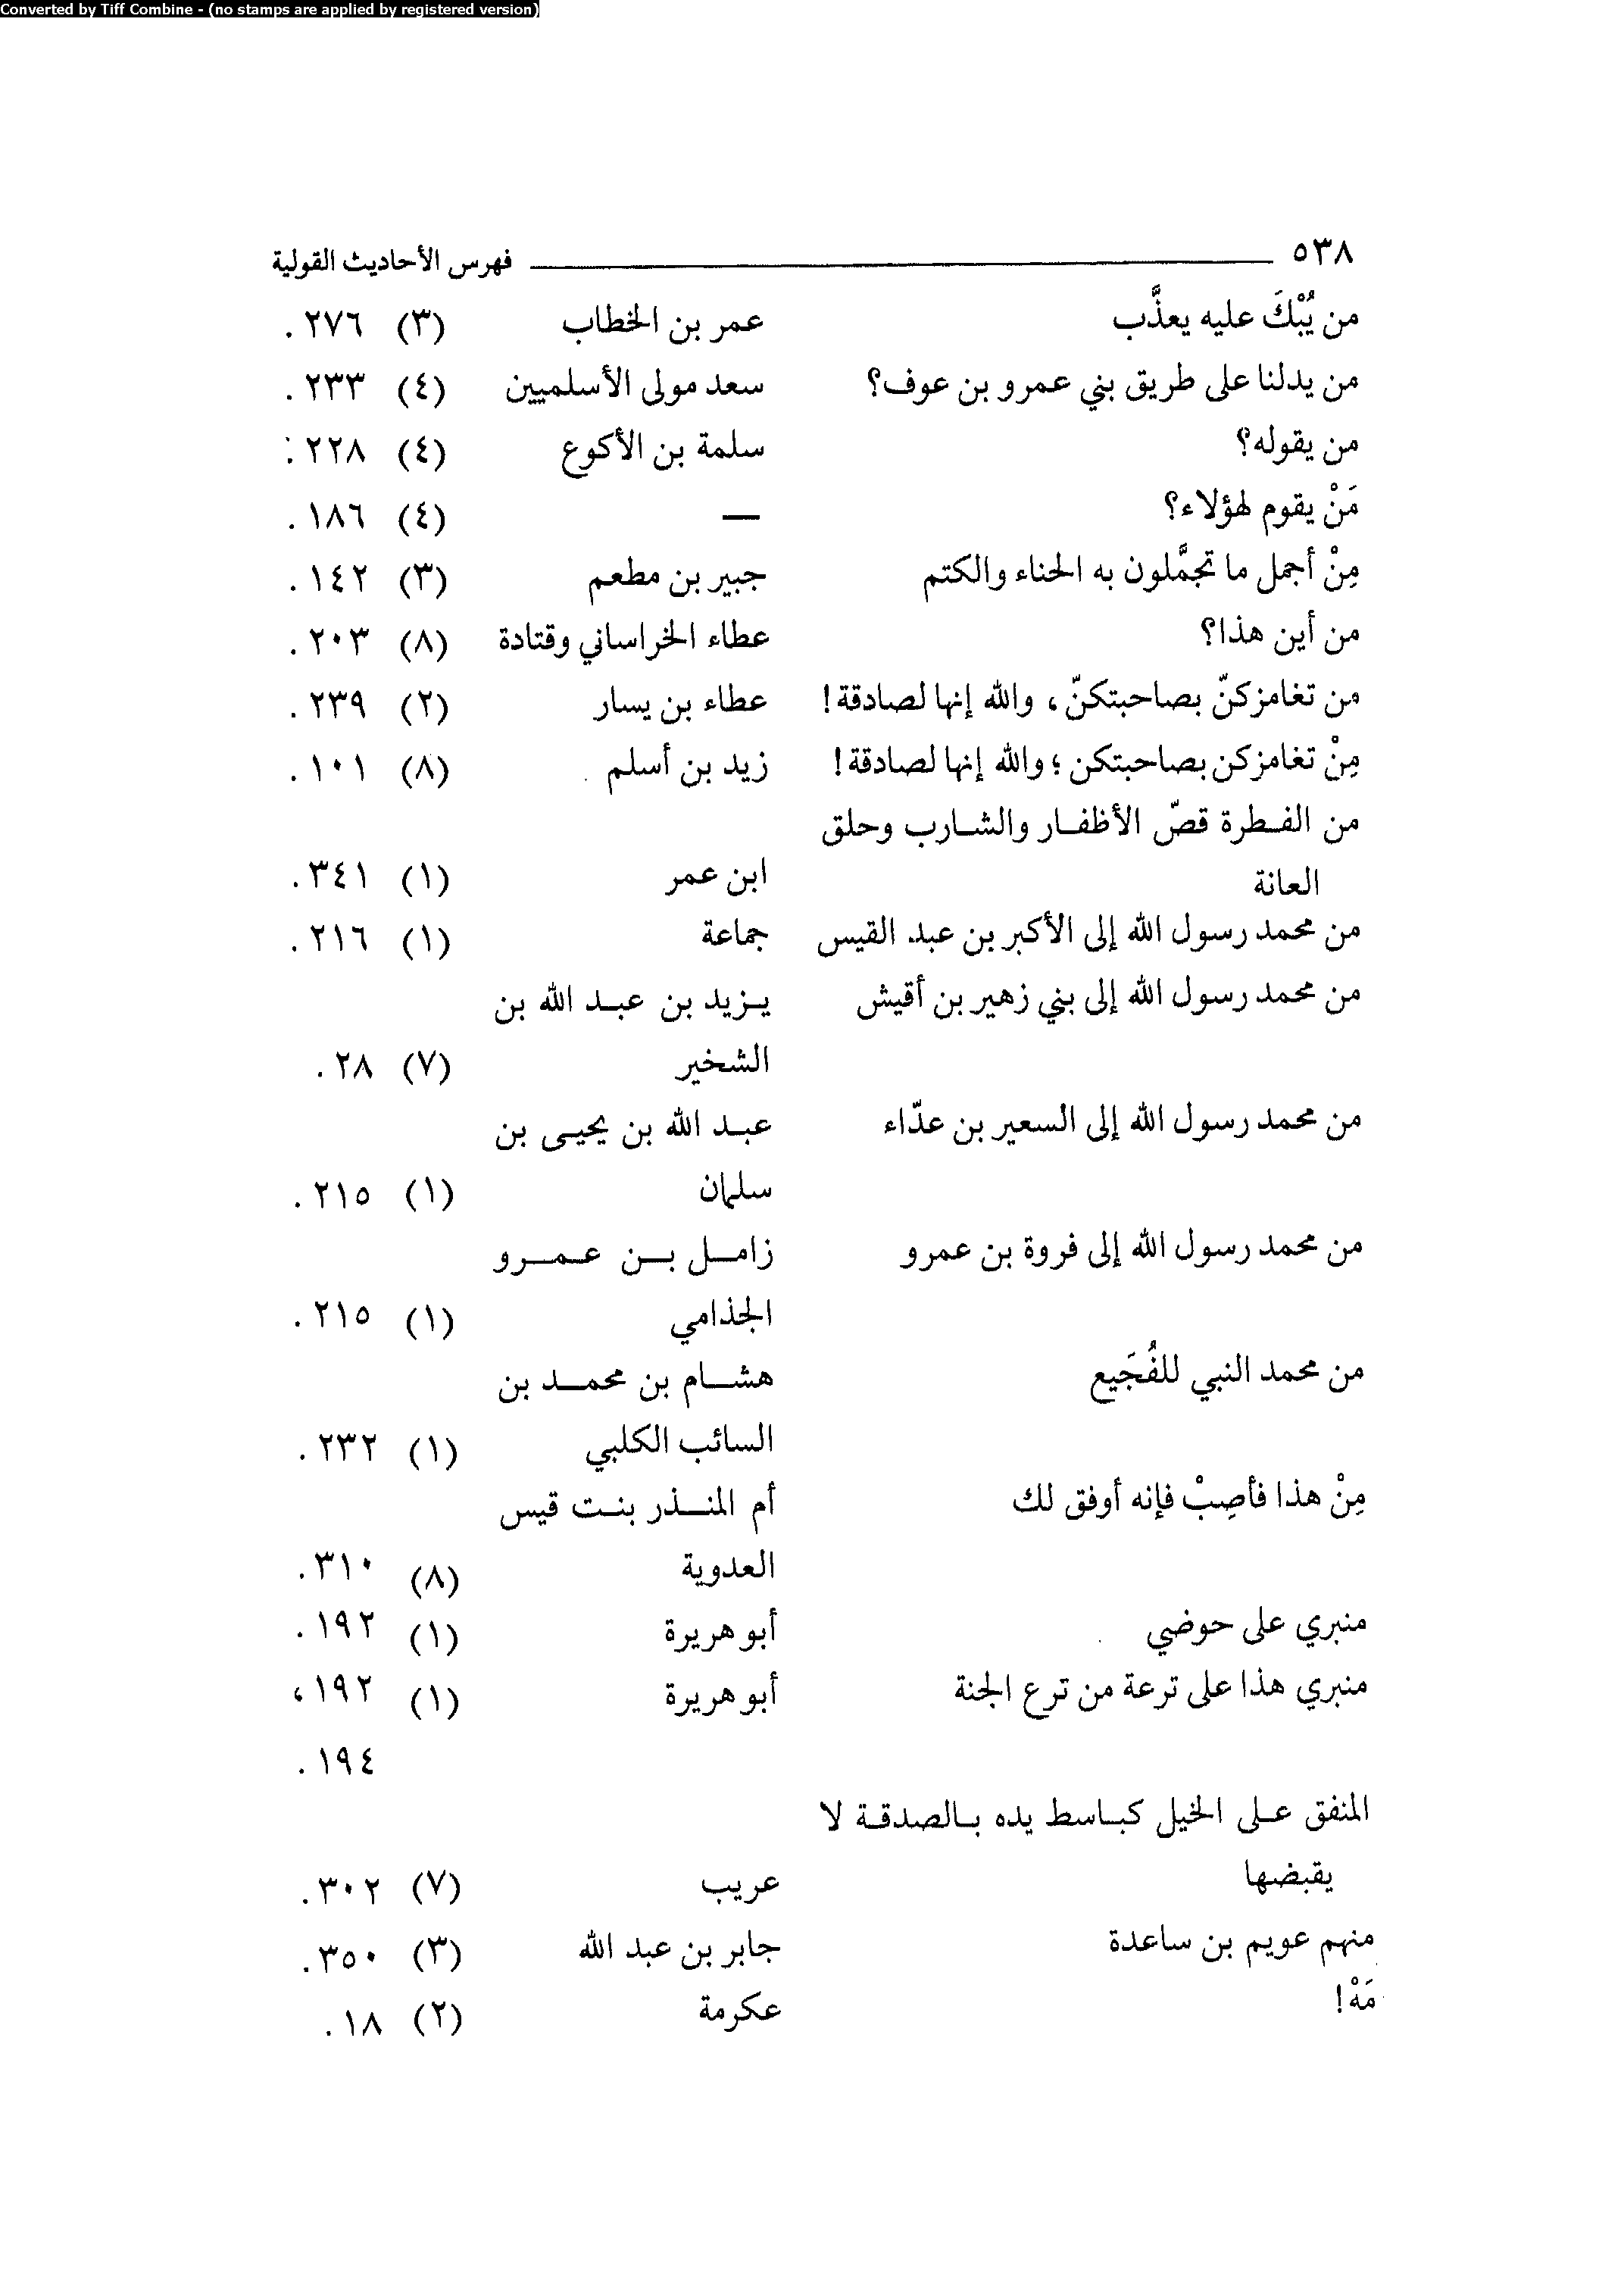 Converted by Tiff Combine - (no stamps are applied by registered version)
٥٣٨ فهرس الأحاديث القولية
من يُبْكَ عليه يعذَّب عمر بن الخطاب (٣) ٢٧٦ .
من يدلنا على طريق بني عمرو بن عوف؟ سعد مولى الأسلميين (٤) ٢٣٣ .
من يقوله؟ سلمة بن الأكوع (٤) ٢٢٨ .
مَنْ يقوم لهؤلاء؟ — (٤) ١٨٦ .
مِنْ أجمل ما تجمَّلون به الحناء والكتم جبير بن مطعم (٣) ١٤٢ .
من أين هذا؟ عطاء الخراساني وقتادة (٨) ٢٠٣ .
من تغامزكنّ بصاحبتكنّ، والله إنها لصادقة! عطاء بن يسار (٢) ٢٣٩ .
مِنْ تغامزكن بصاحبتكن؛ والله إنها لصادقة! زيد بن أسلم (٨) ١٠١ .
من الفطرة قصّ الأظفار والشارب وحلق
العانة ابن عمر (١) ٣٤١ .
من محمد رسول الله إلى الأكبر بن عبد القيس جماعة (١) ٢١٦ .
من محمد رسول الله إلى بني زهير بن أقيش يزيد بن عبد الله بن
الشخير (٧) ٢٨ .
من محمد رسول الله إلى السعير بن عدّاء عبد الله بن يحيى بن
سلمان (١) ٢١٥ .
من محمد رسول الله إلى فروة بن عمرو زامل بن عمرو
الجذامي (١) ٢١٥ .
من محمد النبي للفُجَيع هشام بن محمد بن
السائب الكلبي (١) ٢٣٢ .
مِنْ هذا فأصِبْ فإنه أوفق لك أم المنذر بنت قيس
العدوية (٨) ٣١٠ .
منبري على حوضي أبو هريرة (١) ١٩٢ .
منبري هذا على ترعة من ترع الجنة أبو هريرة (١) ١٩٢ ،
١٩٤ .
المنفق على الخيل كباسط يده بالصدقة لا
يقبضها عريب (٧) ٣٠٢ .
منهم عويم بن ساعدة جابر بن عبد الله (٣) ٣٥٠ .
مَهْ! عكرمة (٢) ١٨ .